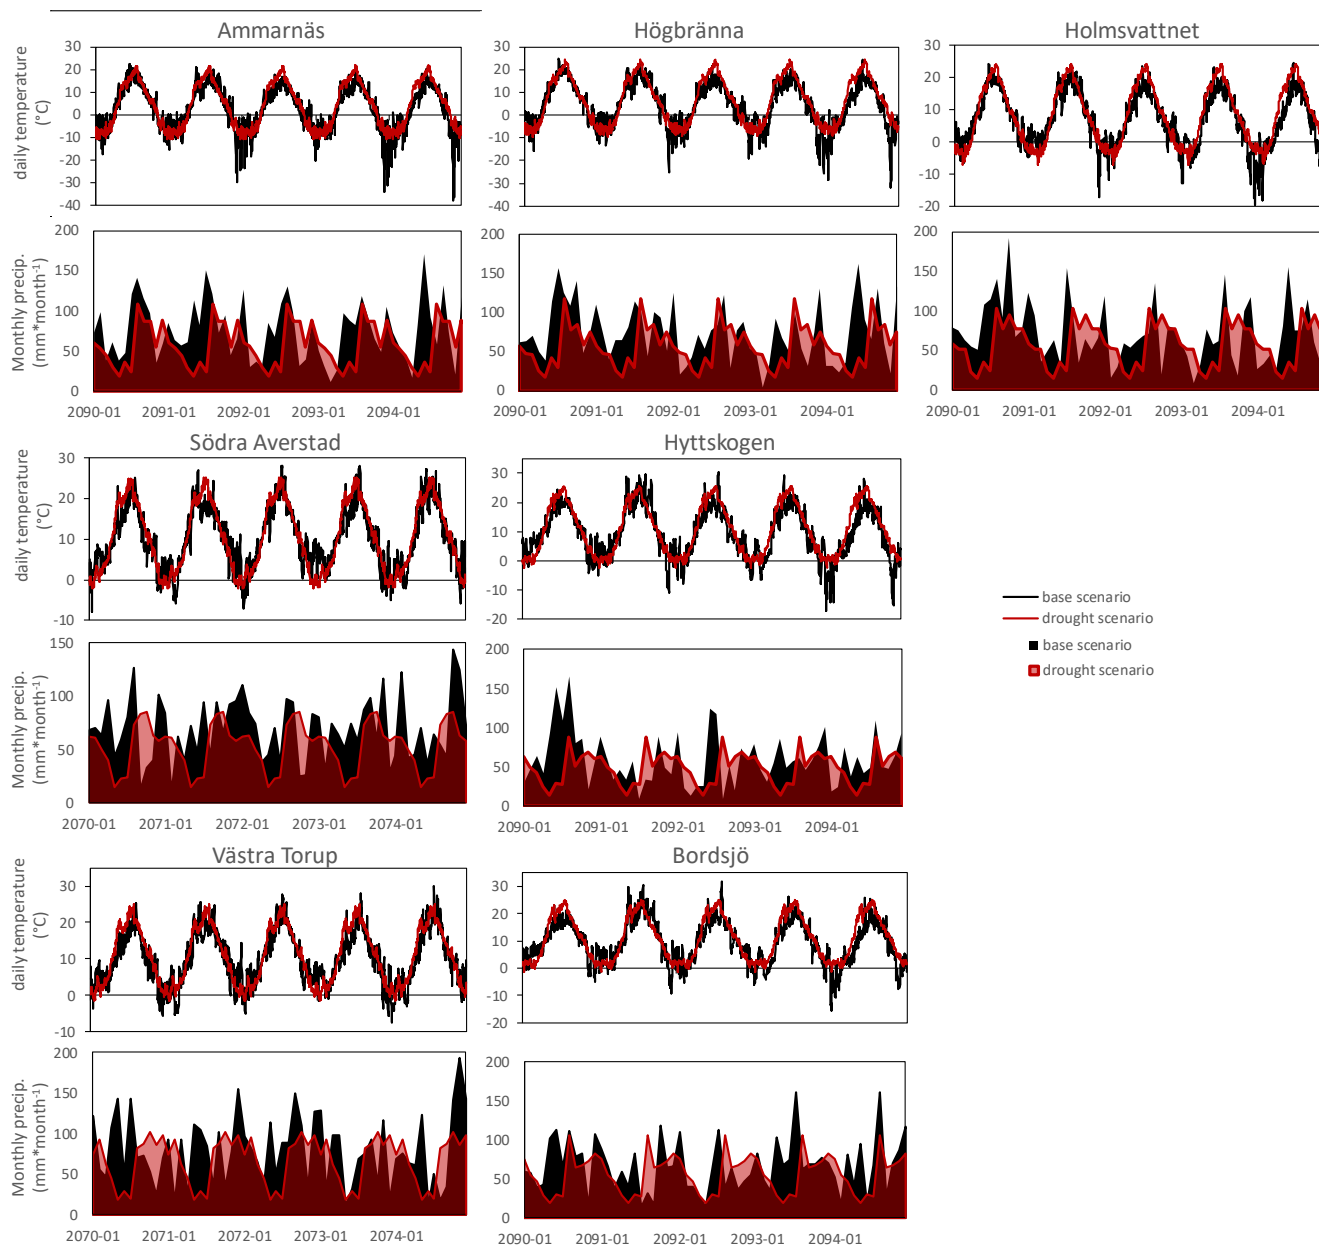 Ammarnäs
Högbränna
Holmsvattnet
daily temperature
(°C)
30
20
10
0
-10
-20
-30
-40
30
20
10
0
-10
-20
-30
-40
30
20
10
0
-10
-20
Monthly precip.
(mm*month-1)
200
150
100
50
0
200
150
100
50
0
200
150
100
50
0
2090-01 2091-01 2092-01 2093-01 2094-01
2090-01 2091-01 2092-01 2093-01 2094-01
2090-01 2091-01 2092-01 2093-01 2094-01
Södra Averstad
Hyttskogen
daily temperature
(°C)
30
20
10
0
-10
30
20
10
0
-10
-20
base scenario
drought scenario
base scenario
drought scenario
Monthly precip.
(mm*month-1)
150
100
50
0
200
150
100
50
0
2070-01 2071-01 2072-01 2073-01 2074-01
2090-01 2091-01 2092-01 2093-01 2094-01
Västra Torup
Bordsjö
daily temperature
(°C)
30
20
10
0
-10
30
20
10
0
-10
-20
Monthly precip.
(mm*month-1)
200
150
100
50
0
200
150
100
50
0
2070-01 2071-01 2072-01 2073-01 2074-01
2090-01 2091-01 2092-01 2093-01 2094-01